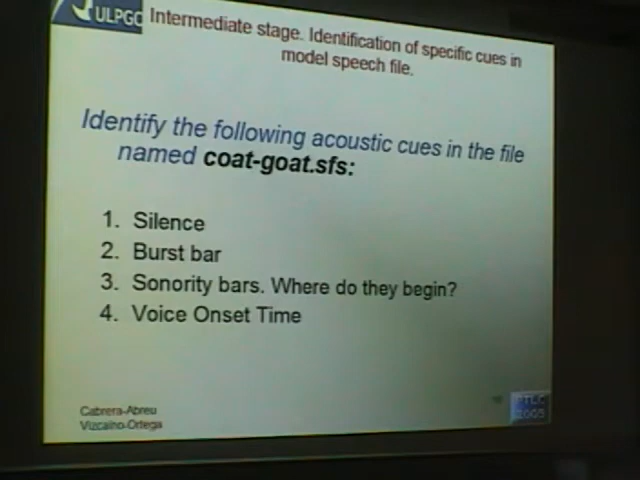 ULPGC
Intermediate stage. Identification of specific cues in
model speech file.
Identify the following acoustic cues in the file
named coat-goat.sfs:
1. Silence
2. Burst bar
3. Sonority bars. Where do they begin?
4. Voice Onset Time
Cabrera-Abreu
Vizcaíno-Ortega
PTLC
2005